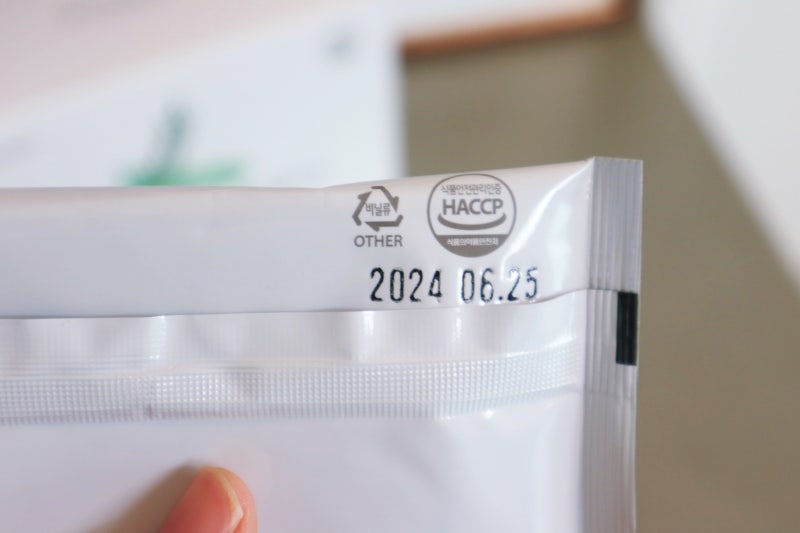 비닐류
OTHER
식품안전관리인증
HACCP
식품의약품안전처
2024 06.25